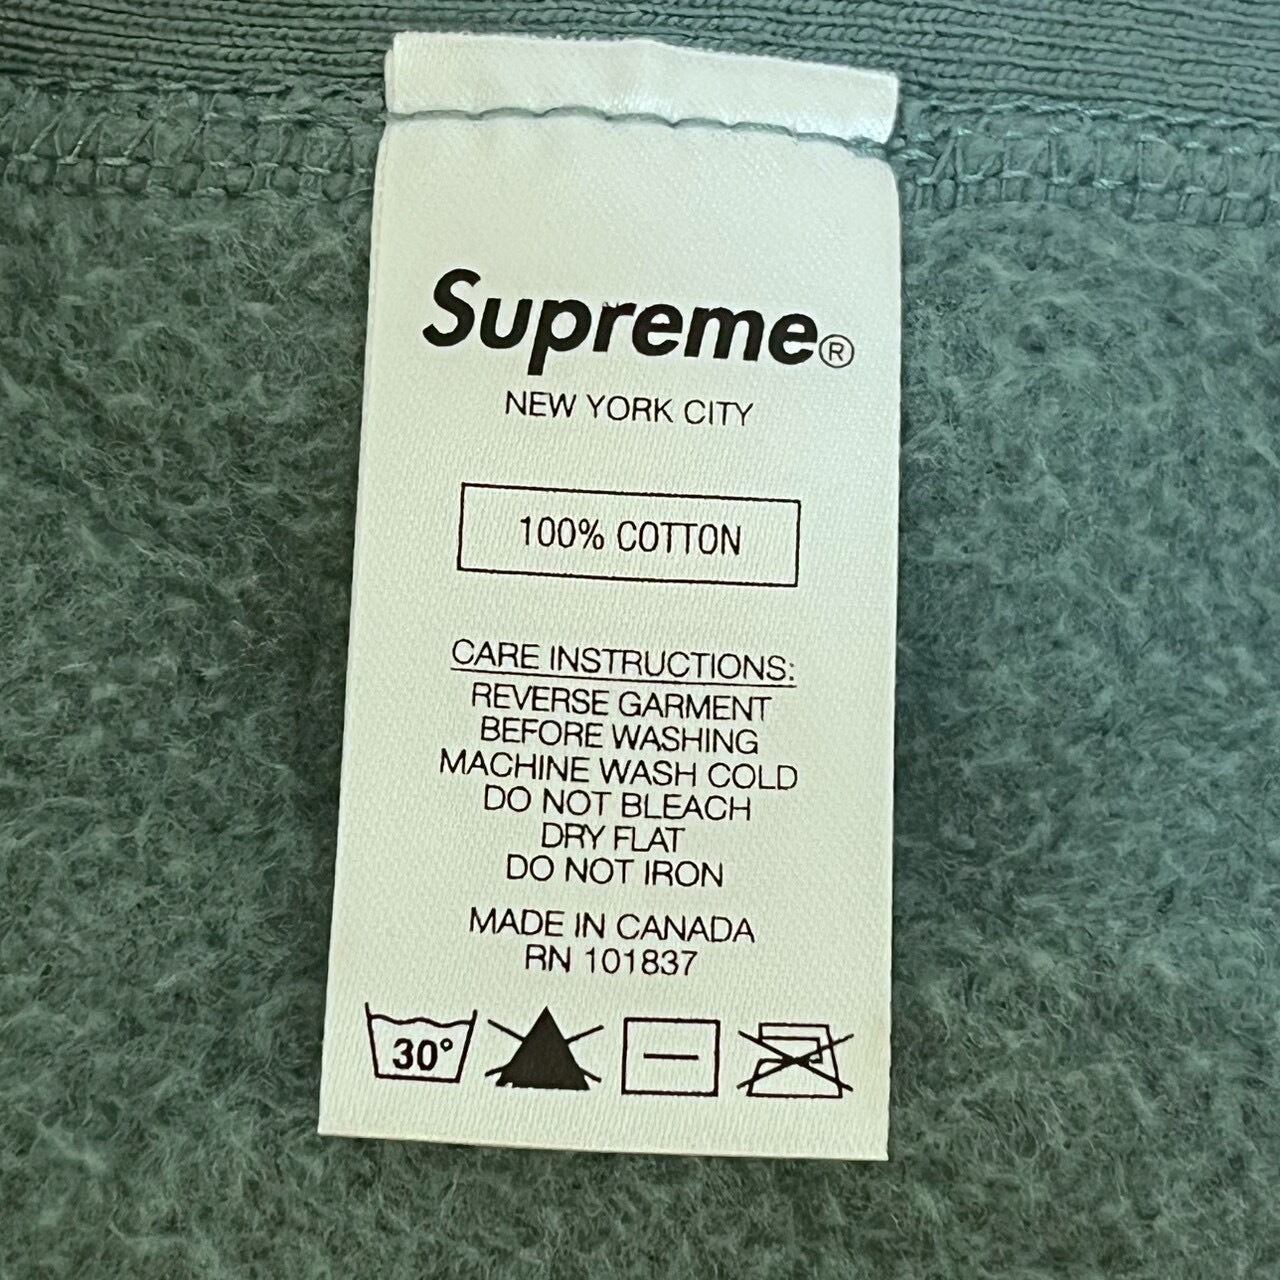 Supreme®
NEW YORK CITY
100% COTTON
CARE INSTRUCTIONS:
REVERSE GARMENT
BEFORE WASHING
MACHINE WASH COLD
DO NOT BLEACH
DRY FLAT
DO NOT IRON
MADE IN CANADA
RN 101837
30°